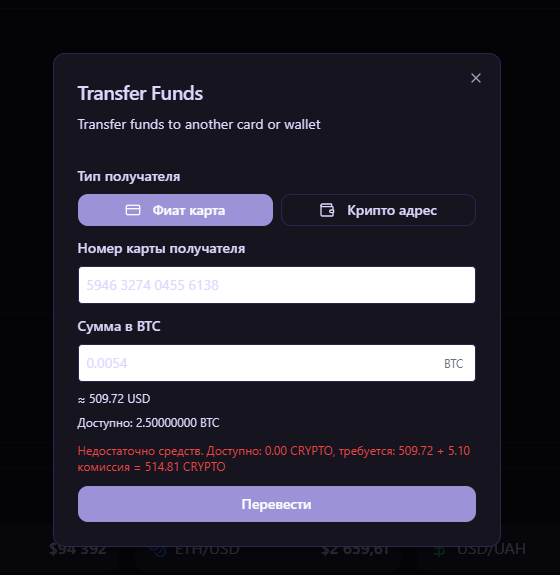 Transfer Funds
Transfer funds to another card or wallet
Тип получателя
Фиат карта
Крипто адрес
Номер карты получателя
5946 3274 0455 6138
Сумма в BTC
0.0054
BTC
≈ 509.72 USD
Доступно: 2.50000000 BTC
Недостаточно средств. Доступно: 0.00 CRYPTO, требуется: 509.72 + 5.10
комиссия = 514.81 CRYPTO
Перевести
$94 392
ETH/USD
$2 659,61
USD/UAH